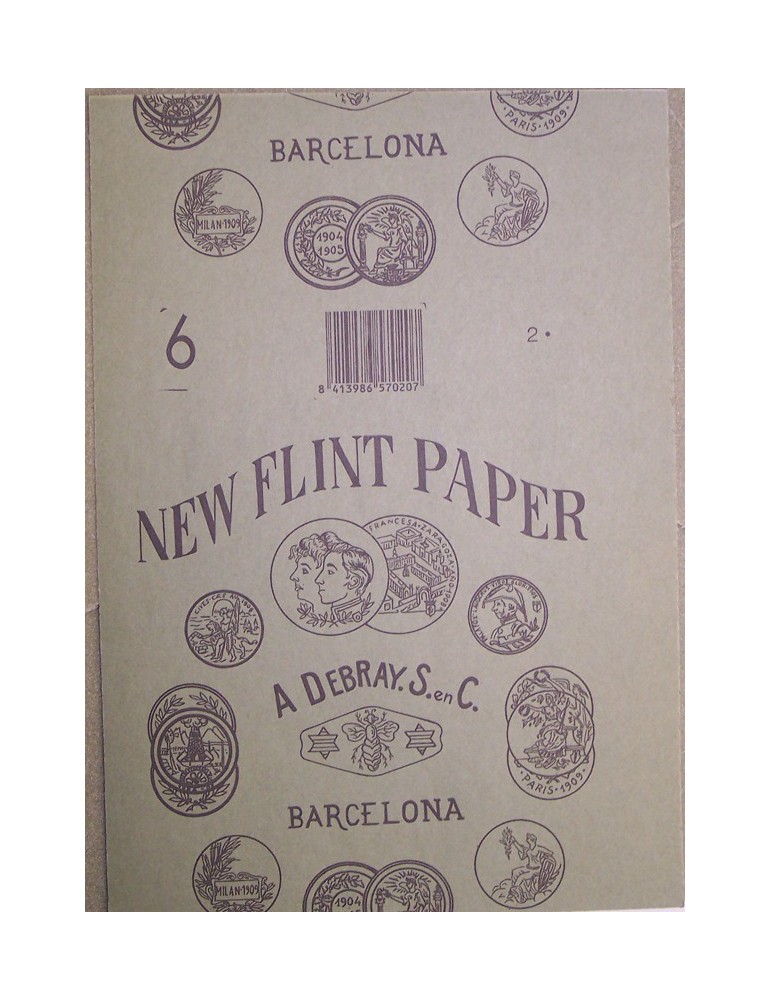 PARIS·1909·
BARCELONA
MILAN·1909
1904
1905
6
2•
8 413986 570207
NEW FLINT PAPER
A DEBRAY. S. en C.
PARIS·1909·
BARCELONA
MILAN·1909
1904